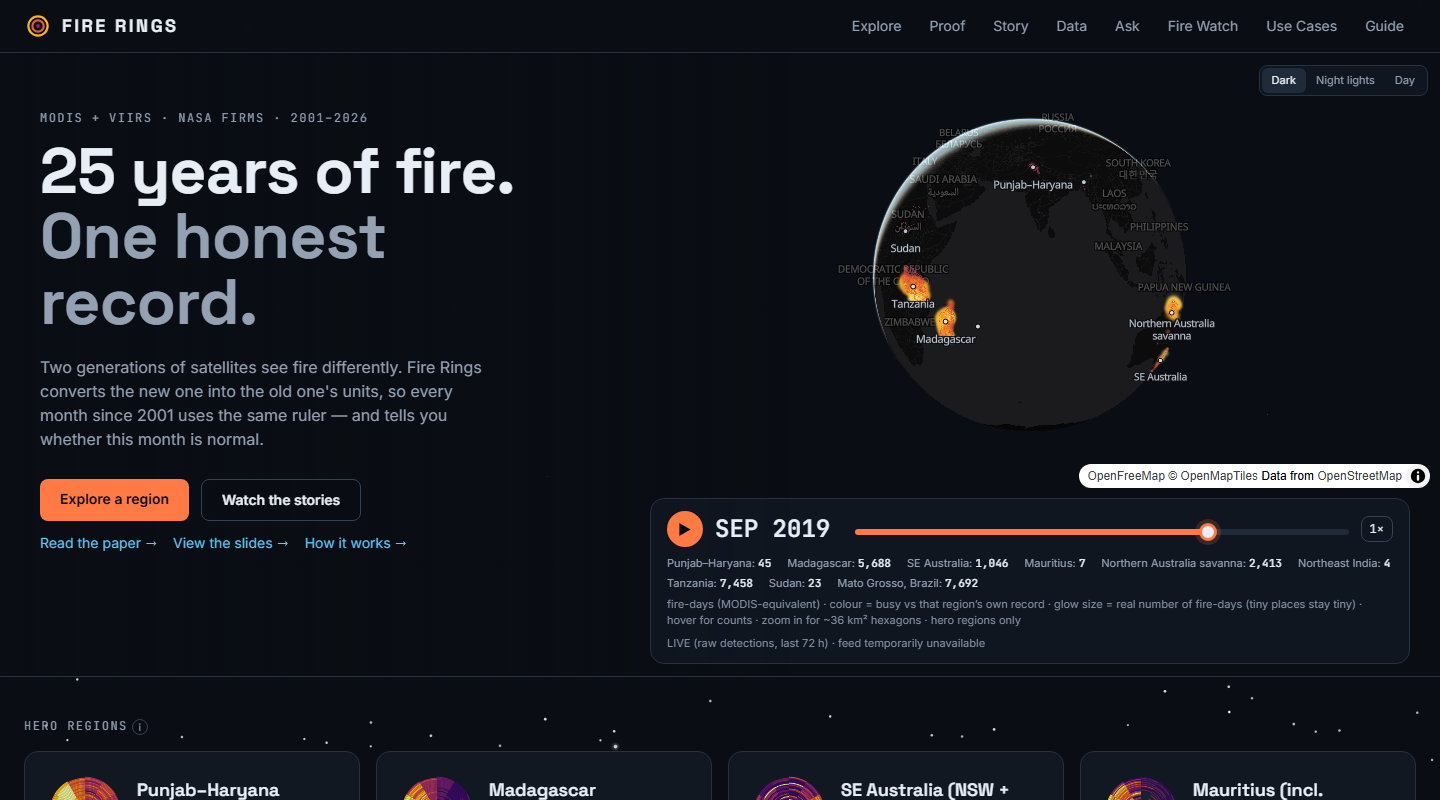 FIRE RINGS
Explore
Proof
Story
Data
Ask
Fire Watch
Use Cases
Guide
Dark
Night lights
Day
MODIS + VIIRS · NASA FIRMS · 2001–2026
25 years of fire.
One honest
record.
Two generations of satellites see fire differently. Fire Rings
converts the new one into the old one's units, so every
month since 2001 uses the same ruler — and tells you
whether this month is normal.
Explore a region
Watch the stories
Read the paper →
View the slides →
How it works →
RUSSIA
РОССИЯ
BELARUS
БЕЛАРУСЬ
ITALY
SOUTH KOREA
대한민국
SAUDI ARABIA
السعودية
Punjab–Haryana
LAOS
ປະເທດລາວ
SUDAN
السودان
Sudan
PHILIPPINES
MALAYSIA
DEMOCRATIC REPUBLIC
OF THE
Tanzania
PAPUA NEW GUINEA
ZIMBABWE
Madagascar
Northern Australia
savanna
SE Australia
OpenFreeMap © OpenMapTiles Data from OpenStreetMap
SEP 2019
1×
Punjab–Haryana: 45 Madagascar: 5,688 SE Australia: 1,046 Mauritius: 7 Northern Australia savanna: 2,413 Northeast India: 4
Tanzania: 7,458 Sudan: 23 Mato Grosso, Brazil: 7,692
fire-days (MODIS-equivalent) · colour = busy vs that region's own record · glow size = real number of fire-days (tiny places stay tiny) ·
hover for counts · zoom in for ~36 km² hexagons · hero regions only
LIVE (raw detections, last 72 h) · feed temporarily unavailable
HERO REGIONS
Punjab–Haryana
Madagascar
SE Australia (NSW +
Mauritius (incl.